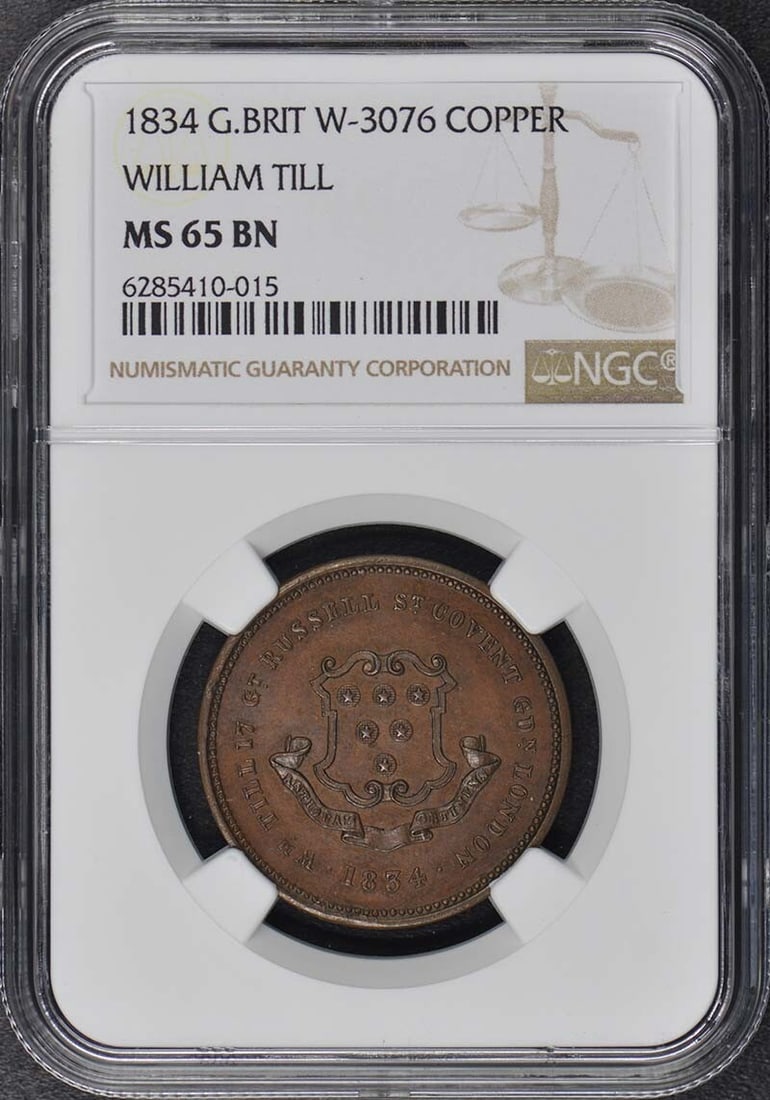 1834 G.BRIT W-3076 COPPER
WILLIAM TILL
MS 65 BN
6285410-015
NUMISMATIC GUARANTY CORPORATION
NGC®
WM TILL 17 GT RUSSELL ST COVENT GDN LONDON
· 1834 ·